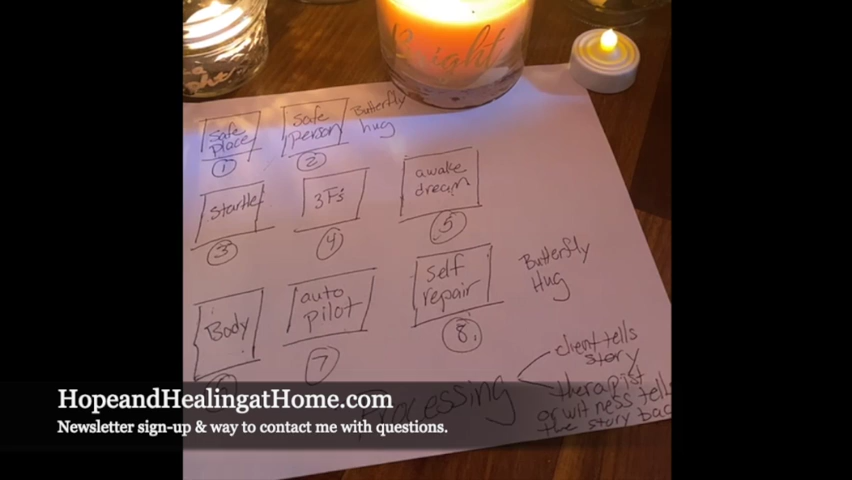 Bright
safe
place
1
safe
person
2
Butterfly
hug
Startle
3
3Fs
4
awake
dream
5
Body
auto
pilot
7
self
repair
8.
Butterfly
Hug
Processing
client tells
story
therapist
or witness tells
the story back
HopeandHealingatHome.com
Newsletter sign-up & way to contact me with questions.